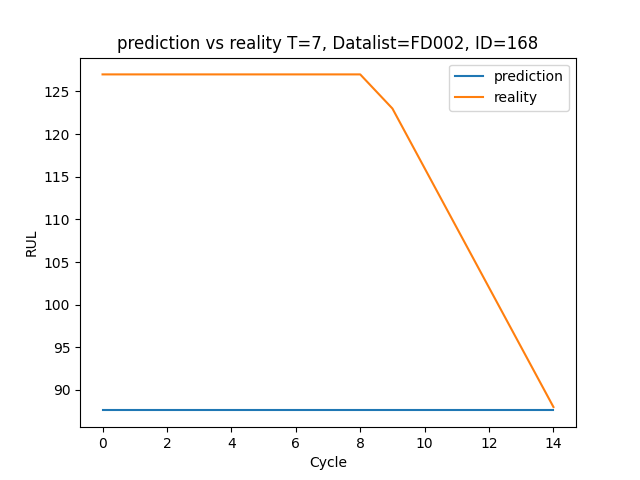 prediction vs reality T=7, Datalist=FD002, ID=168
prediction
reality
RUL
125
120
115
110
105
100
95
90
0 2 4 6 8 10 12 14
Cycle